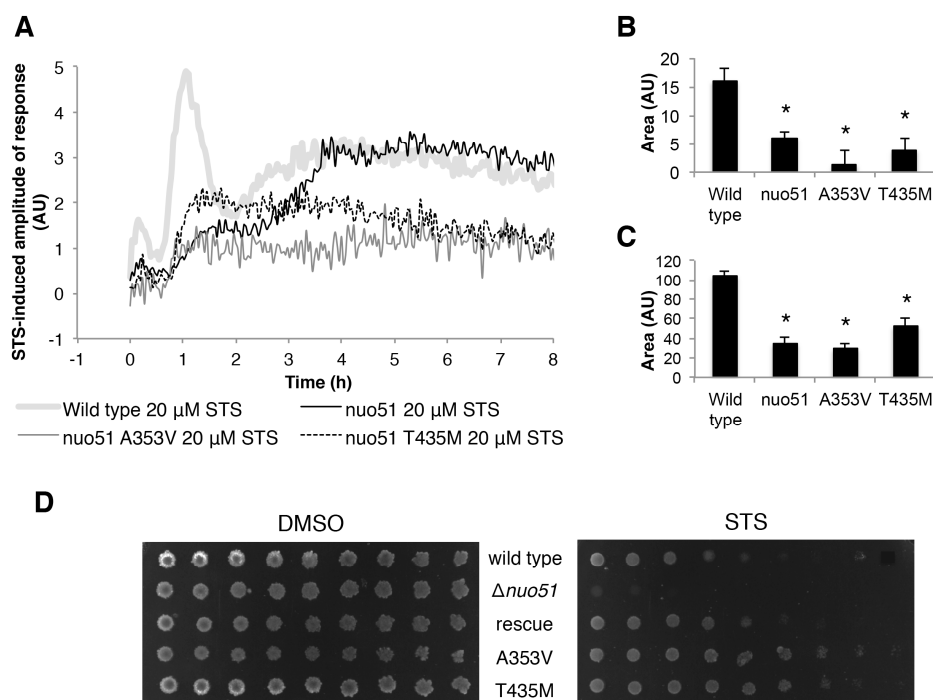 A
STS-induced amplitude of response
(AU)
5
4
3
2
1
0
-1
-1 0 1 2 3 4 5 6 7 8
Time (h)
Wild type 20 µM STS
nuo51 20 µM STS
nuo51 A353V 20 µM STS
nuo51 T435M 20 µM STS
B
Area (AU)
20
15
10
5
0
* * *
Wild type nuo51 A353V T435M
C
Area (AU)
120
100
80
60
40
20
0
* * *
Wild type nuo51 A353V T435M
D
DMSO
STS
wild type
Δnuo51
rescue
A353V
T435M